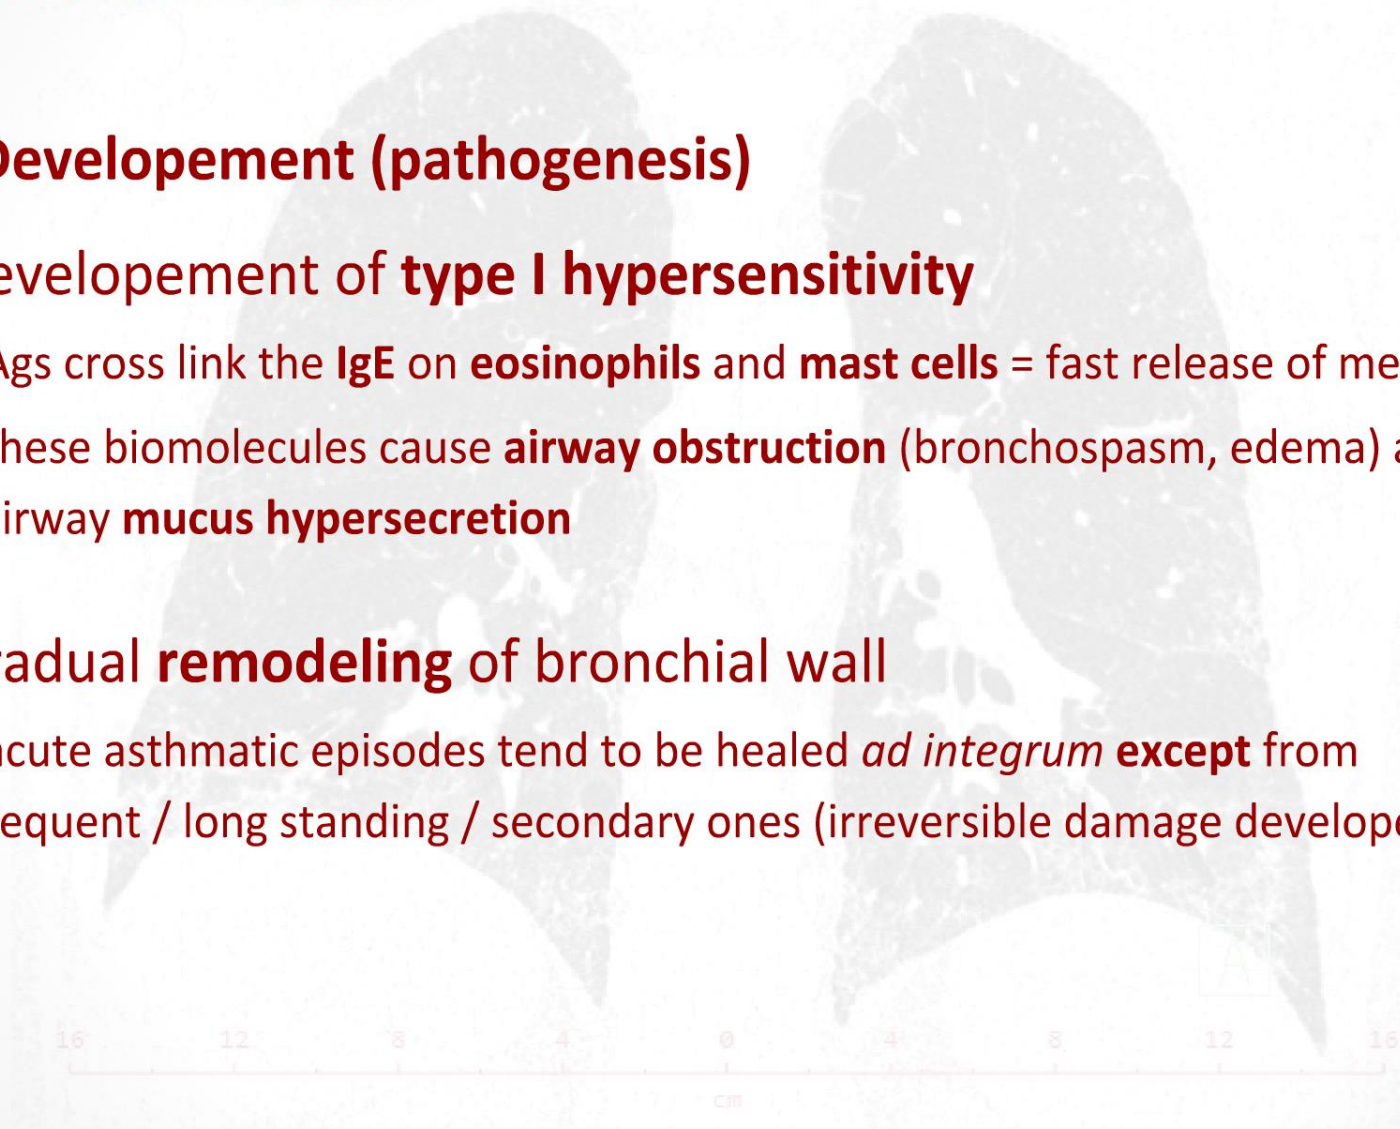 Developement (pathogenesis)
evelopement of type I hypersensitivity
Ags cross link the IgE on eosinophils and mast cells = fast release of me
hese biomolecules cause airway obstruction (bronchospasm, edema) a
irway mucus hypersecretion
radual remodeling of bronchial wall
acute asthmatic episodes tend to be healed ad integrum except from
equent / long standing / secondary ones (irreversible damage develope
A
16 12 8 4 0 4 8 12 16
cm